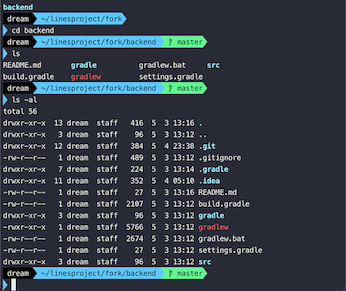 backend
dream ~/linesproject/fork
cd backend
dream ~/linesproject/fork/backend master
ls
README.md gradle gradlew.bat src
build.gradle gradlew settings.gradle
dream ~/linesproject/fork/backend master
ls -al
total 56
drwxr-xr-x 13 dream staff 416 5 3 13:16 .
drwxr-xr-x 3 dream staff 96 5 3 13:12 ..
drwxr-xr-x 12 dream staff 384 5 4 23:38 .git
-rw-r--r-- 1 dream staff 489 5 3 13:12 .gitignore
drwxr-xr-x 7 dream staff 224 5 3 13:14 .gradle
drwxr-xr-x 11 dream staff 352 5 4 05:10 .idea
-rw-r--r-- 1 dream staff 27 5 3 13:16 README.md
-rw-r--r-- 1 dream staff 2107 5 3 13:12 build.gradle
drwxr-xr-x 3 dream staff 96 5 3 13:12 gradle
-rwxr-xr-x 1 dream staff 5766 5 3 13:12 gradlew
-rw-r--r-- 1 dream staff 2674 5 3 13:12 gradlew.bat
-rw-r--r-- 1 dream staff 27 5 3 13:12 settings.gradle
drwxr-xr-x 3 dream staff 96 5 3 13:12 src
dream ~/linesproject/fork/backend master